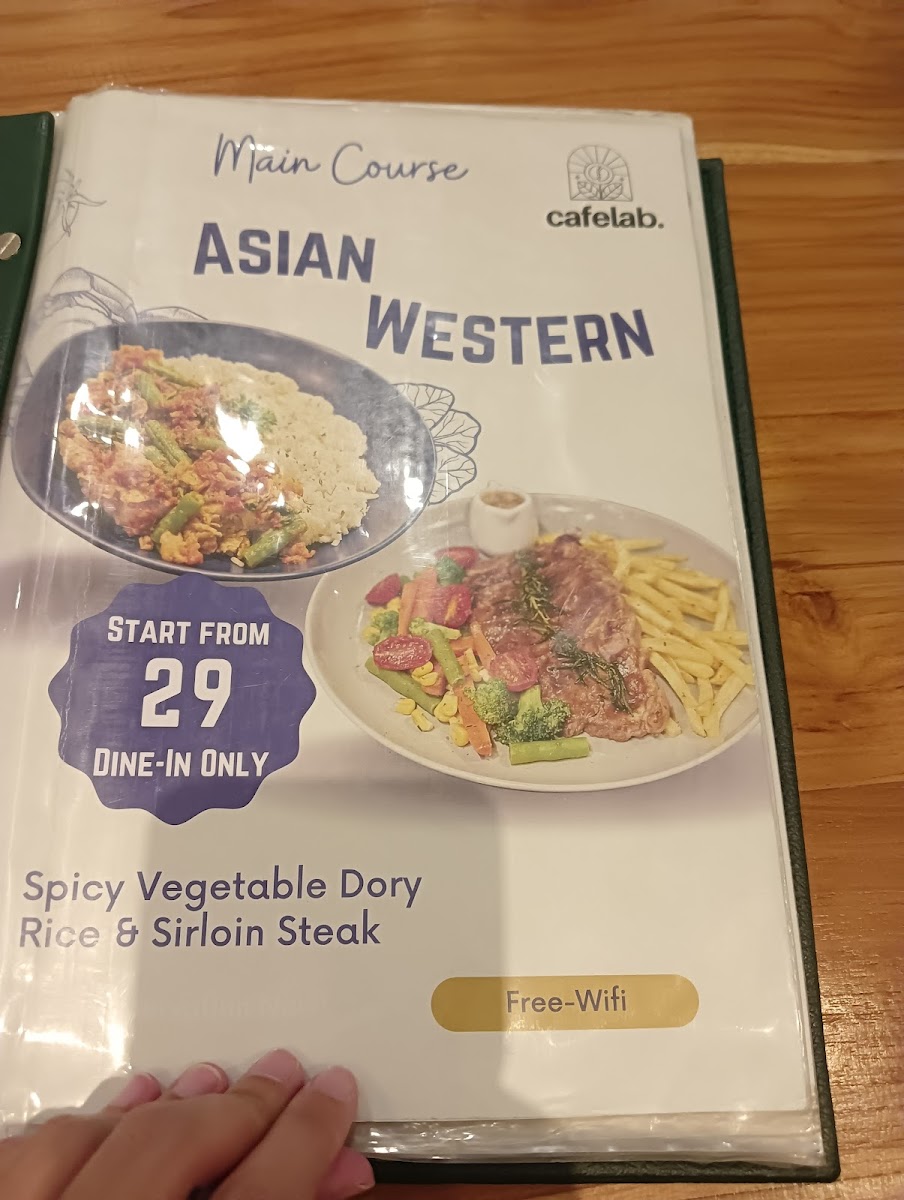 Main Course
cafelab.
ASIAN
WESTERN
START FROM
29
DINE-IN ONLY
Spicy Vegetable Dory
Rice & Sirloin Steak
Free-Wifi